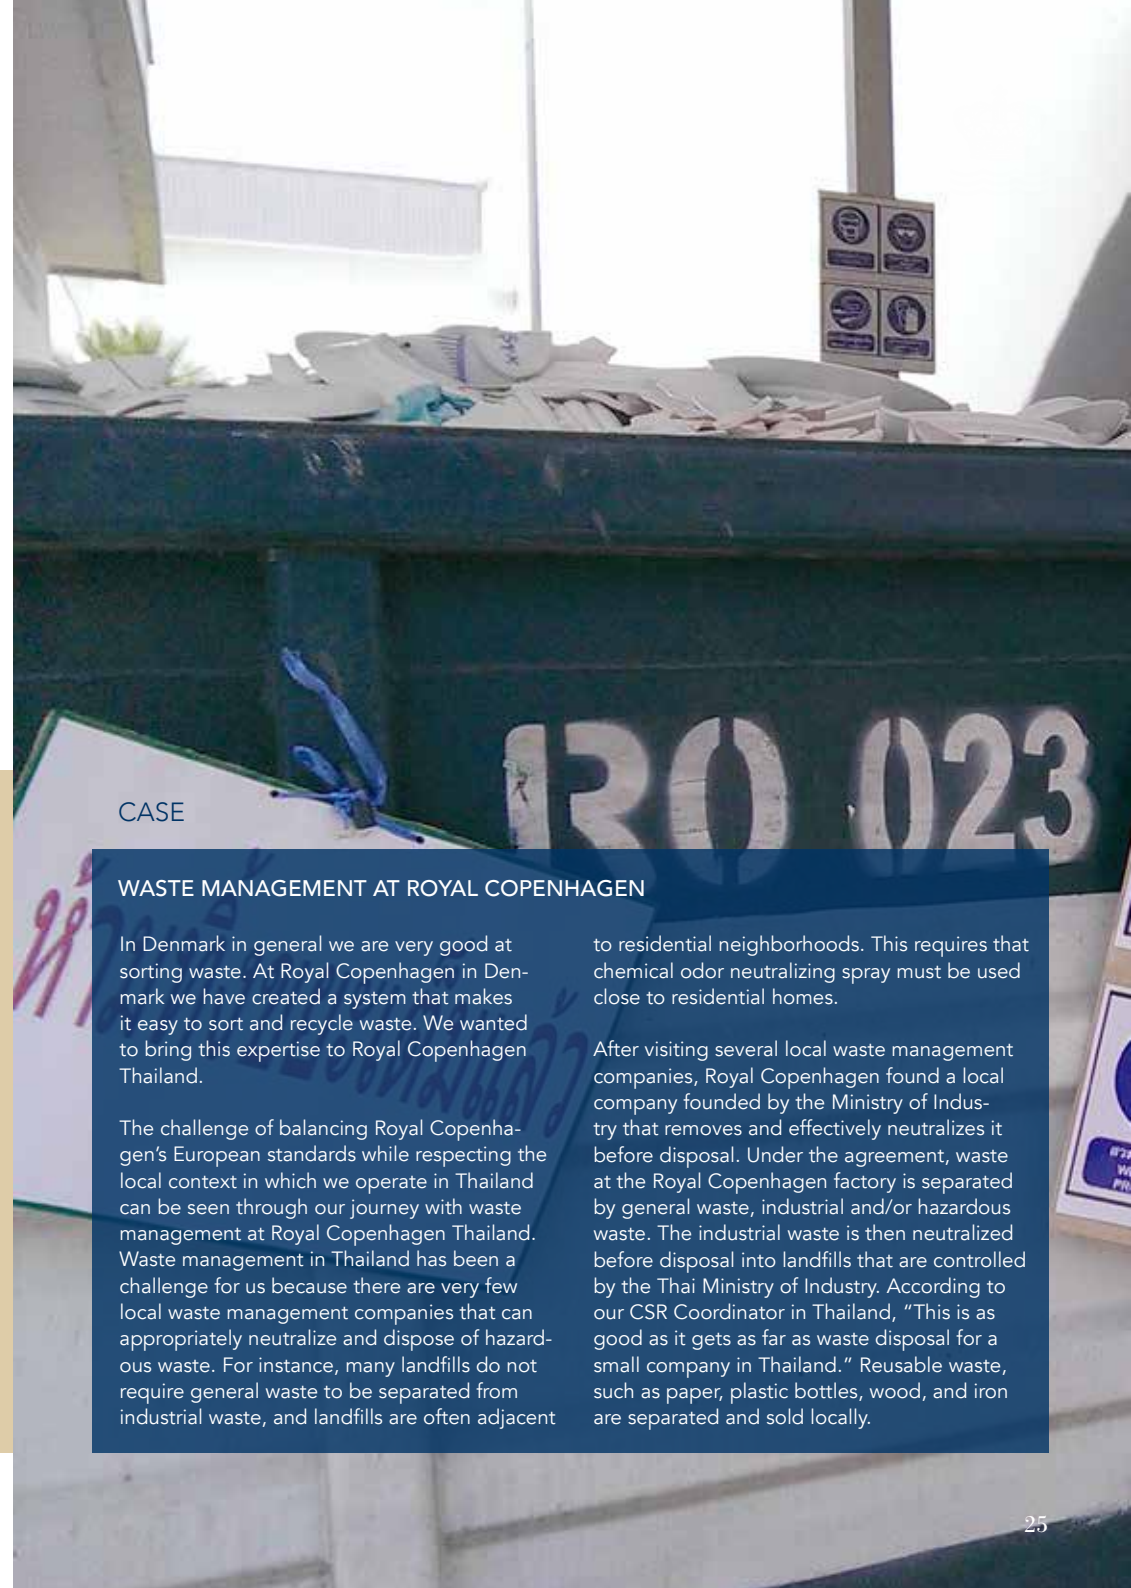 RO 023
CASE
WASTE MANAGEMENT AT ROYAL COPENHAGEN
In Denmark in general we are very good at
sorting waste. At Royal Copenhagen in Den-
mark we have created a system that makes
it easy to sort and recycle waste. We wanted
to bring this expertise to Royal Copenhagen
Thailand.
The challenge of balancing Royal Copenha-
gen’s European standards while respecting the
local context in which we operate in Thailand
can be seen through our journey with waste
management at Royal Copenhagen Thailand.
Waste management in Thailand has been a
challenge for us because there are very few
local waste management companies that can
appropriately neutralize and dispose of hazard-
ous waste. For instance, many landfills do not
require general waste to be separated from
industrial waste, and landfills are often adjacent
to residential neighborhoods. This requires that
chemical odor neutralizing spray must be used
close to residential homes.
After visiting several local waste management
companies, Royal Copenhagen found a local
company founded by the Ministry of Indus-
try that removes and effectively neutralizes it
before disposal. Under the agreement, waste
at the Royal Copenhagen factory is separated
by general waste, industrial and/or hazardous
waste. The industrial waste is then neutralized
before disposal into landfills that are controlled
by the Thai Ministry of Industry. According to
our CSR Coordinator in Thailand, “This is as
good as it gets as far as waste disposal for a
small company in Thailand.” Reusable waste,
such as paper, plastic bottles, wood, and iron
are separated and sold locally.
25